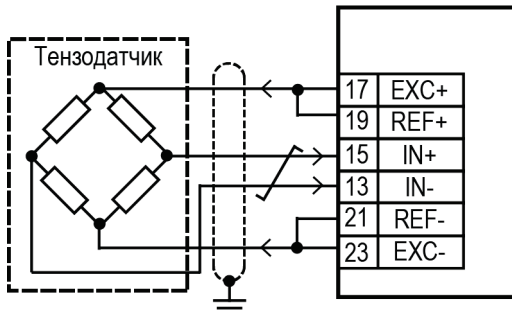 Тензодатчик
17 EXC+
19 REF+
15 IN+
13 IN-
21 REF-
23 EXC-